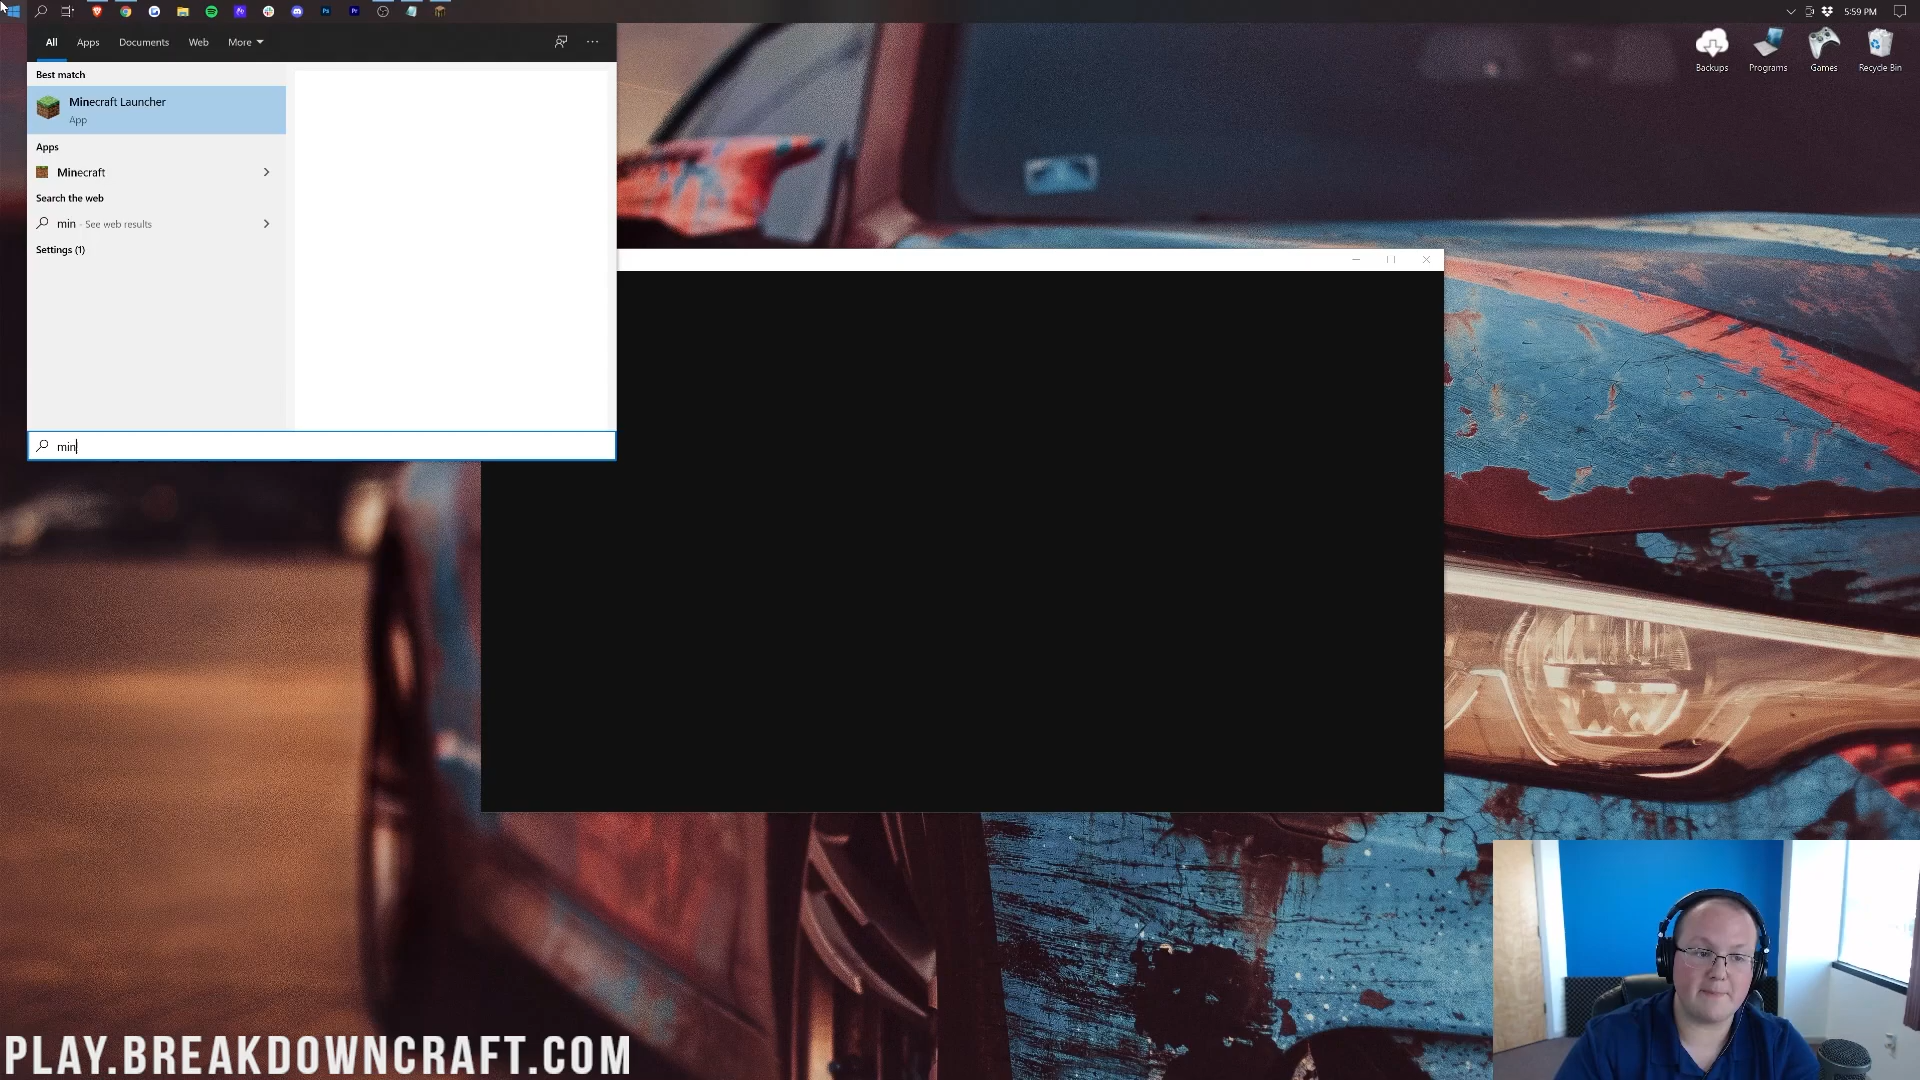 5:59 PM
All Apps Documents Web More
Best match
Minecraft Launcher
App
Apps
Minecraft
Search the web
min - See web results
Settings (1)
min
Backups
Programs
Games
Recycle Bin
PLAY.BREAKDOWNCRAFT.COM